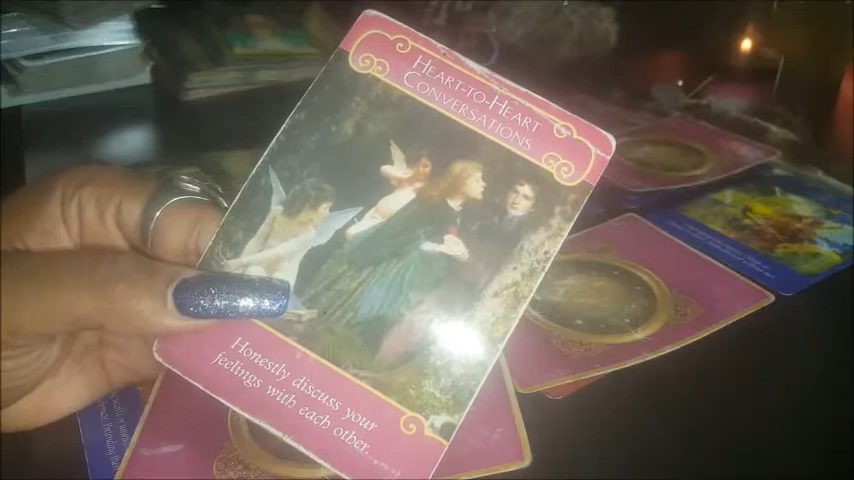 HEART-TO-HEART
CONVERSATIONS
Honestly discuss your
feelings with each other.